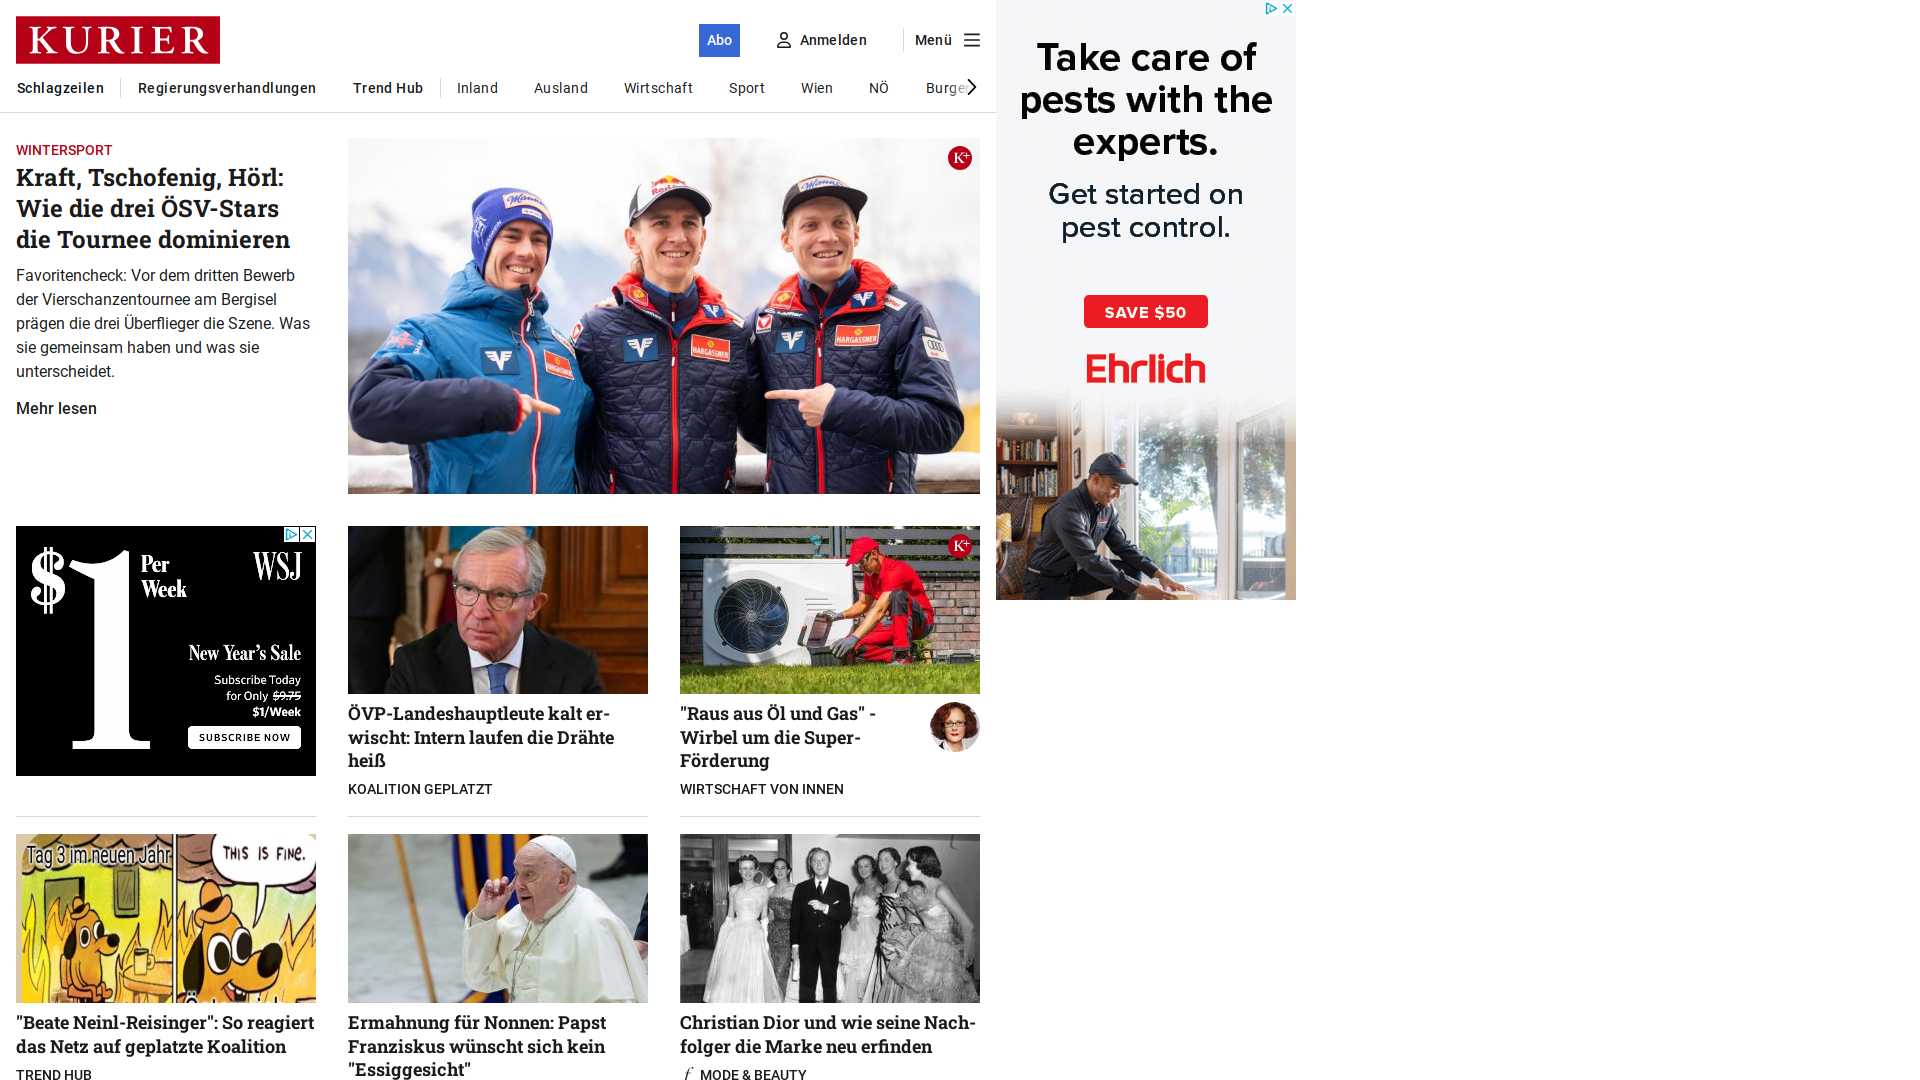 KURIER
Abo
Anmelden
Menü
Schlagzeilen
Regierungsverhandlungen
Trend Hub
Inland
Ausland
Wirtschaft
Sport
Wien
NÖ
WINTERSPORT
Kraft, Tschofenig, Hörl:
Wie die drei ÖSV-Stars
die Tournee dominieren
Favoritencheck: Vor dem dritten Bewerb
der Vierschanzentournee am Bergisel
prägen die drei Überflieger die Szene. Was
sie gemeinsam haben und was sie
unterscheidet.
Mehr lesen
K+
HARGASSNER
HARGASSNER
HARGASSNER
Take care of
pests with the
experts.
Get started on
pest control.
SAVE $50
Ehrlich
$1
Per
Week
WSJ
New Year's Sale
Subscribe Today
for Only $9.75
$1/Week
SUBSCRIBE NOW
ÖVP-Landeshauptleute kalt er-
wischt: Intern laufen die Drähte
heiß
KOALITION GEPLATZT
K+
"Raus aus Öl und Gas" -
Wirbel um die Super-
Förderung
WIRTSCHAFT VON INNEN
Tag 3 im neuen Jahr
THIS IS FINE.
"Beate Neinl-Reisinger": So reagiert
das Netz auf geplatzte Koalition
TREND HUB
Ermahnung für Nonnen: Papst
Franziskus wünscht sich kein
"Essiggesicht"
Christian Dior und wie seine Nach-
folger die Marke neu erfinden
f MODE & BEAUTY